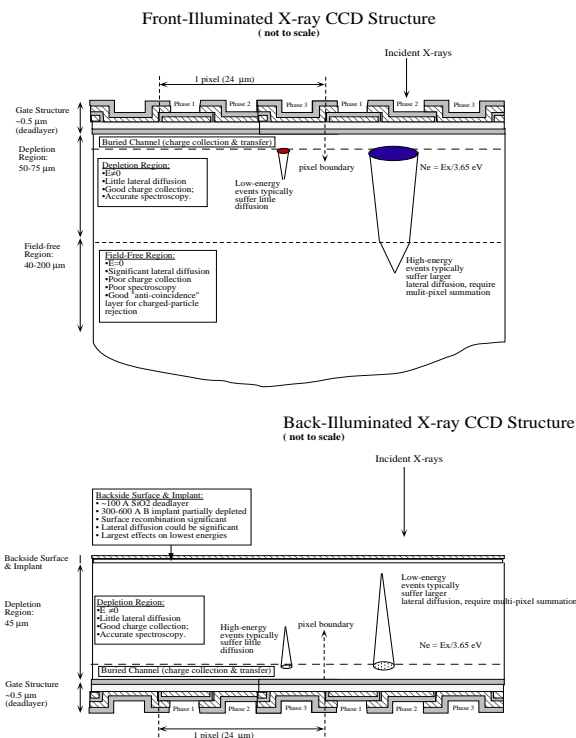 Front-Illuminated X-ray CCD Structure
( not to scale)
Incident X-rays
1 pixel (24 μm)
Phase 1
Phase 2
Phase 3
Phase 1
Phase 2
Phase 3
Gate Structure
~0.5 μm
(deadlayer)
Depletion
Region:
50-75 μm
Buried Channel (charge collection & transfer)
Depletion Region:
•E≠0
•Little lateral diffusion
•Good charge collection;
•Accurate spectroscopy.
Low-energy
events typically
suffer little
diffusion
pixel boundary
Ne = Ex/3.65 eV
Field-free
Region:
40-200 μm
Field-Free Region:
•E=0
•Significant lateral diffusion
•Poor charge collection
•Poor spectroscopy
•Good "anti-coincidence"
layer for charged-particle
rejection
High-energy
events typically
suffer larger
lateral diffusion, require
mulit-pixel summation
Back-Illuminated X-ray CCD Structure
( not to scale)
Incident X-rays
Backside Surface & Implant:
• ~100 A SiO2 deadlayer
• 300-600 A B implant partially depleted
• Surface recombination significant
• Lateral diffusion could be significant
• Largest effects on lowest energies
Backside Surface
& Implant
Depletion
Region:
45 μm
Depletion Region:
•E ≠0
•Little lateral diffusion
•Good charge collection;
•Accurate spectroscopy.
High-energy
events typically
suffer little
diffusion
pixel boundary
Low-energy
events typically
suffer larger
lateral diffusion, require multi-pixel summation
Ne = Ex/3.65 eV
Buried Channel (charge collection & transfer)
Gate Structure
~0.5 μm
(deadlayer)
Phase 1
Phase 2
Phase 3
Phase 1
Phase 2
Phase 3
1 pixel (24 μm)